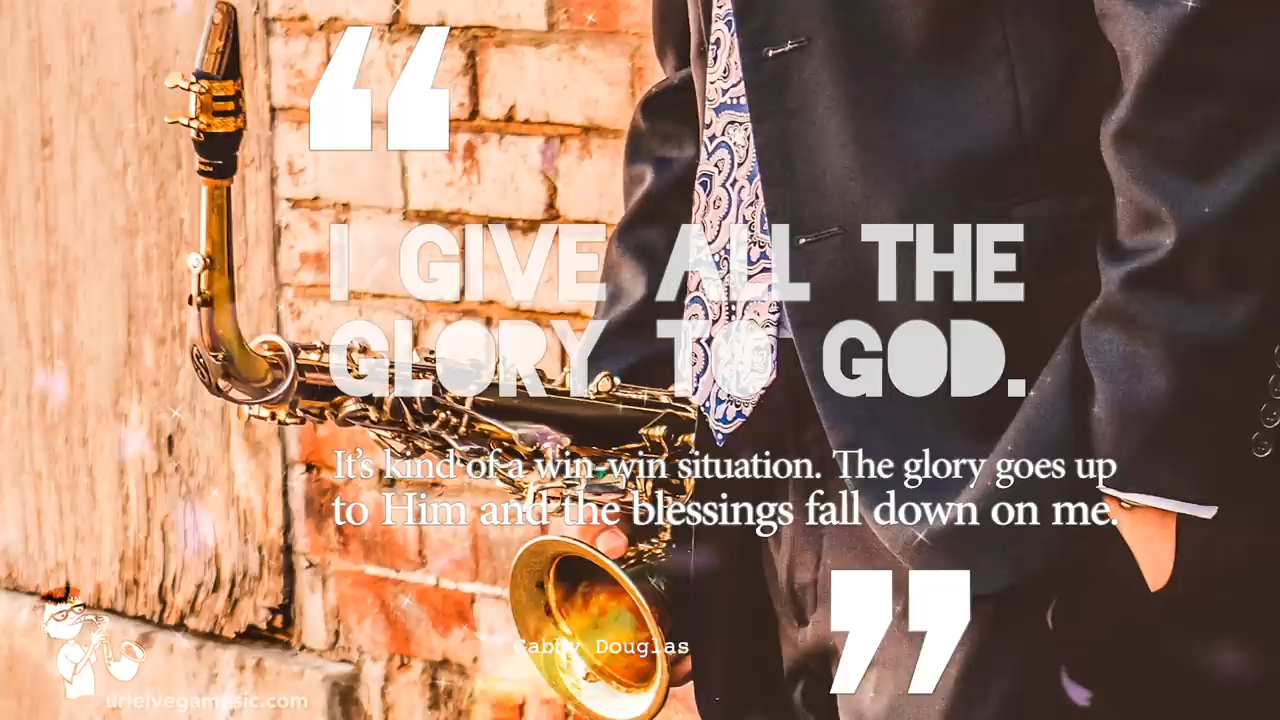 “
I GIVE ALL THE
GLORY TO GOD.
It’s kind of a win-win situation. The glory goes up
to Him and the blessings fall down on me.
”
Gabby Douglas
urielvegamusic.com